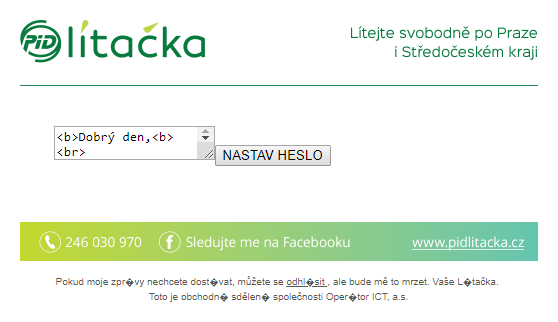 PID lítačka
Lítejte svobodně po Praze
i Středočeském kraji
<b>Dobrý den,<b>
<br>
NASTAV HESLO
246 030 970 f Sledujte me na Facebooku www.pidlitacka.cz
Pokud moje zpr�vy nechcete dost�vat, můžete se odhl�sit , ale bude mě to mrzet. Vaše L�tačka.
Toto je obchodn� sdělen� společnosti Oper�tor ICT, a.s.